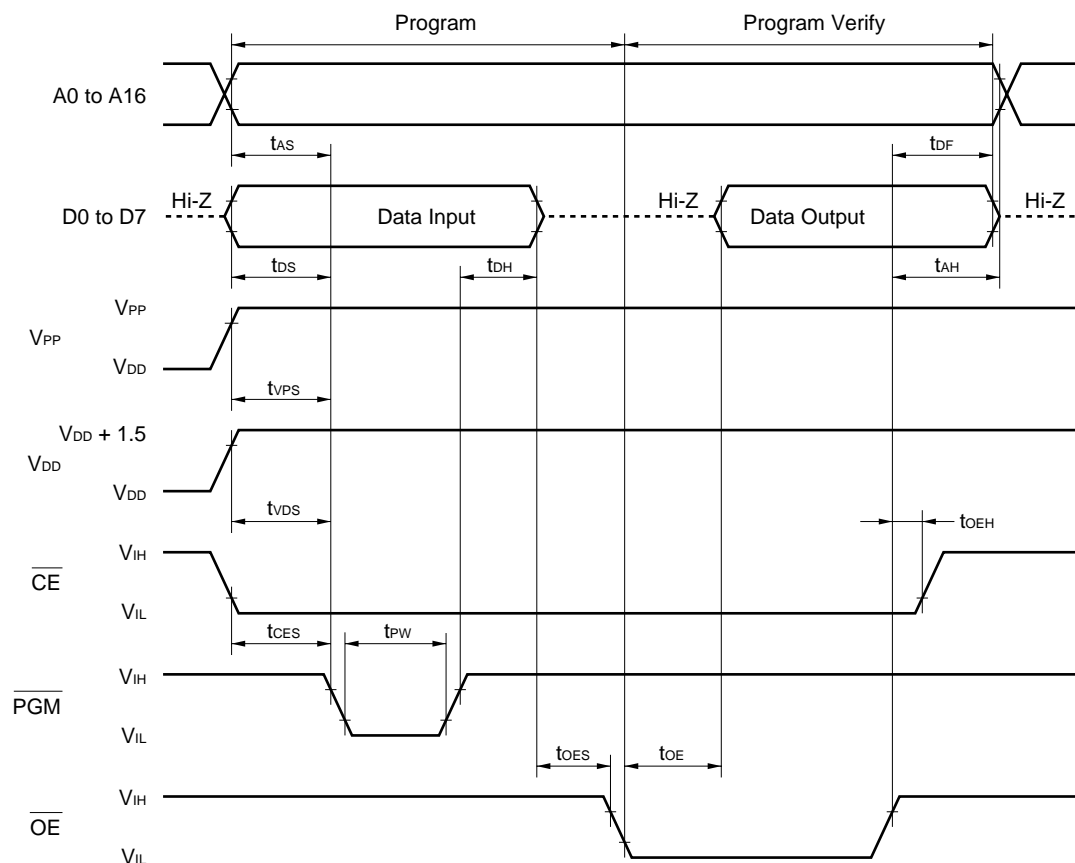 Program Program Verify
A0 to A16
tAS tDF
Hi-Z Hi-Z Hi-Z
D0 to D7 Data Input Data Output
tDS tDH tAH
VPP
VPP
VDD
tVPS
VDD + 1.5
VDD
VDD
tVDS tOEH
VIH
CE
VIL
tCES tPW
VIH
PGM
VIL
tOES tOE
VIH
OE
VIL